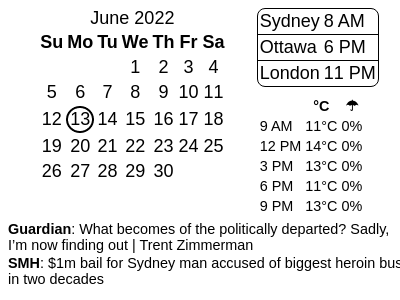 June 2022
Su Mo Tu We Th Fr Sa
1 2 3 4
5 6 7 8 9 10 11
12 13 14 15 16 17 18
19 20 21 22 23 24 25
26 27 28 29 30
Sydney 8 AM
Ottawa 6 PM
London 11 PM
°C ☂
9 AM 11°C 0%
12 PM 14°C 0%
3 PM 13°C 0%
6 PM 11°C 0%
9 PM 13°C 0%
Guardian: What becomes of the politically departed? Sadly,
I’m now finding out | Trent Zimmerman
SMH: $1m bail for Sydney man accused of biggest heroin bus
in two decades